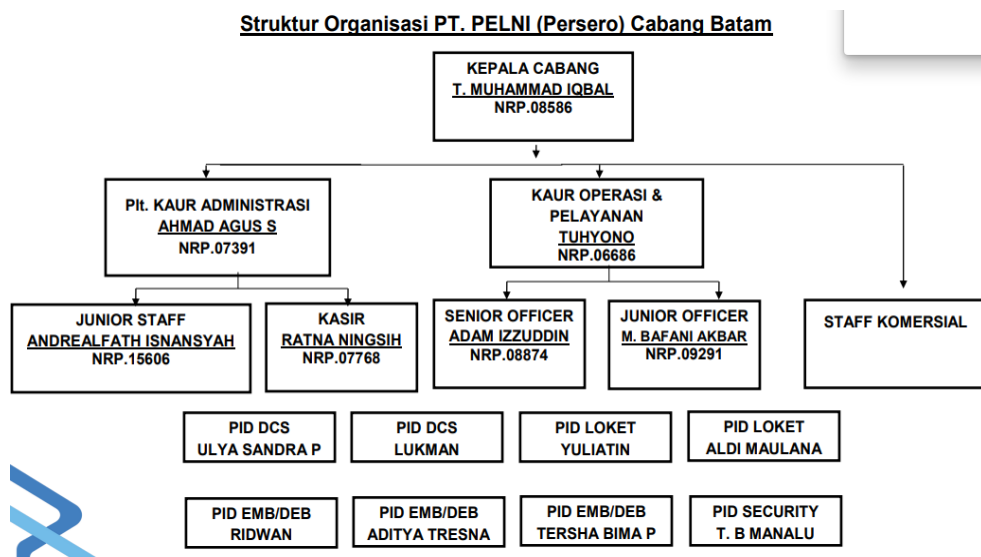 Struktur Organisasi PT. PELNI (Persero) Cabang Batam
KEPALA CABANG
T. MUHAMMAD IQBAL
NRP.08586
Plt. KAUR ADMINISTRASI
AHMAD AGUS S
NRP.07391
KAUR OPERASI &
PELAYANAN
TUHYONO
NRP.06686
JUNIOR STAFF
ANDREALFATH ISNANSYAH
NRP.15606
KASIR
RATNA NINGSIH
NRP.07768
SENIOR OFFICER
ADAM IZZUDDIN
NRP.08874
JUNIOR OFFICER
M. BAFANI AKBAR
NRP.09291
STAFF KOMERSIAL
PID DCS
ULYA SANDRA P
PID DCS
LUKMAN
PID LOKET
YULIATIN
PID LOKET
ALDI MAULANA
PID EMB/DEB
RIDWAN
PID EMB/DEB
ADITYA TRESNA
PID EMB/DEB
TERSHA BIMA P
PID SECURITY
T. B MANALU